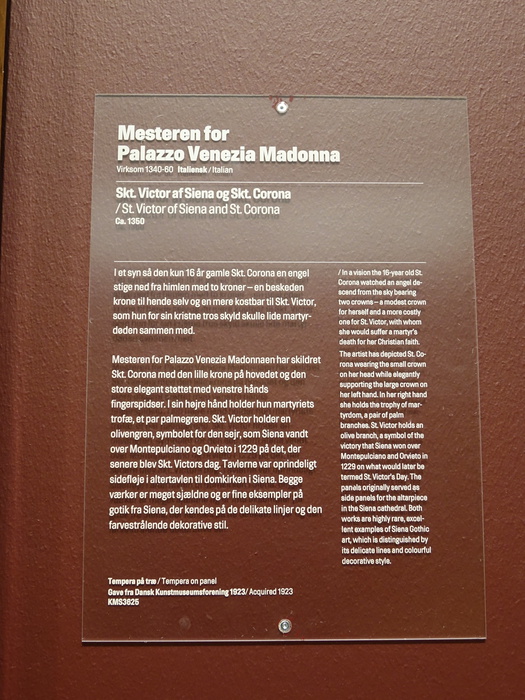 Mesteren for
Palazzo Venezia Madonna
Virksom 1340-60 Italiensk / Italian
Skt. Victor af Siena og Skt. Corona
/ St. Victor of Siena and St. Corona
Ca. 1350
I et syn så den kun 16 år gamle Skt. Corona en engel
stige ned fra himlen med to kroner – en beskeden
krone til hende selv og en mere kostbar til Skt. Victor,
som hun for sin kristne tros skyld skulle lide martyr-
døden sammen med.
Mesteren for Palazzo Venezia Madonnaen har skildret
Skt. Corona med den lille krone på hovedet og den
store elegant støttet med venstre hånds
fingerspidser. I sin højre hånd holder hun martyriets
trofæ, et par palmegrene. Skt. Victor holder en
olivengren, symbolet for den sejr, som Siena vandt
over Montepulciano og Orvieto i 1229 på det, der
senere blev Skt. Victors dag. Tavlerne var oprindeligt
sidefløje i altertavlen til domkirken i Siena. Begge
værker er meget sjældne og er fine eksempler på
gotik fra Siena, der kendes på de delikate linjer og den
farvestrålende dekorative stil.
/ In a vision the 16-year old St.
Corona watched an angel de-
scend from the sky bearing
two crowns – a modest crown
for herself and a more costly
one for St. Victor, with whom
she would suffer a martyr's
death for her Christian faith.
The artist has depicted St. Co-
rona wearing the small crown
on her head while elegantly
supporting the large crown on
her left hand. In her right hand
she holds the trophy of mar-
tyrdom, a pair of palm
branches. St. Victor holds an
olive branch, a symbol of the
victory that Siena won over
Montepulciano and Orvieto in
1229 on what would later be
termed St. Victor's Day. The
panels originally served as
side panels for the alterpiece
in the Siena cathedral. Both
works are highly rare, excel-
lent examples of Siena Gothic
art, which is distinguished by
its delicate lines and colourful
decorative style.
Tempera på træ / Tempera on panel
Gave fra Dansk Kunstmuseumsforening 1923/ Acquired 1923
KMS3625